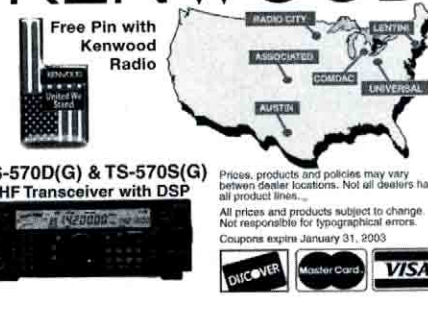 KENWOOD
Free Pin with
Kenwood
Radio
KENWOOD
United We
Stand
RADIO CITY
LENTINI
ASSOCIATED
COMDAC
UNIVERSAL
AUSTIN
S-570D(G) & TS-570S(G)
HF Transceiver with DSP
Prices, products and policies may vary
betwen dealer locations. Not all dealers ha
all product lines.
All prices and products subject to change.
Not responsible for typographical errors.
Coupons expire January 31, 2003
DISCOVER
MasterCard.
VISA